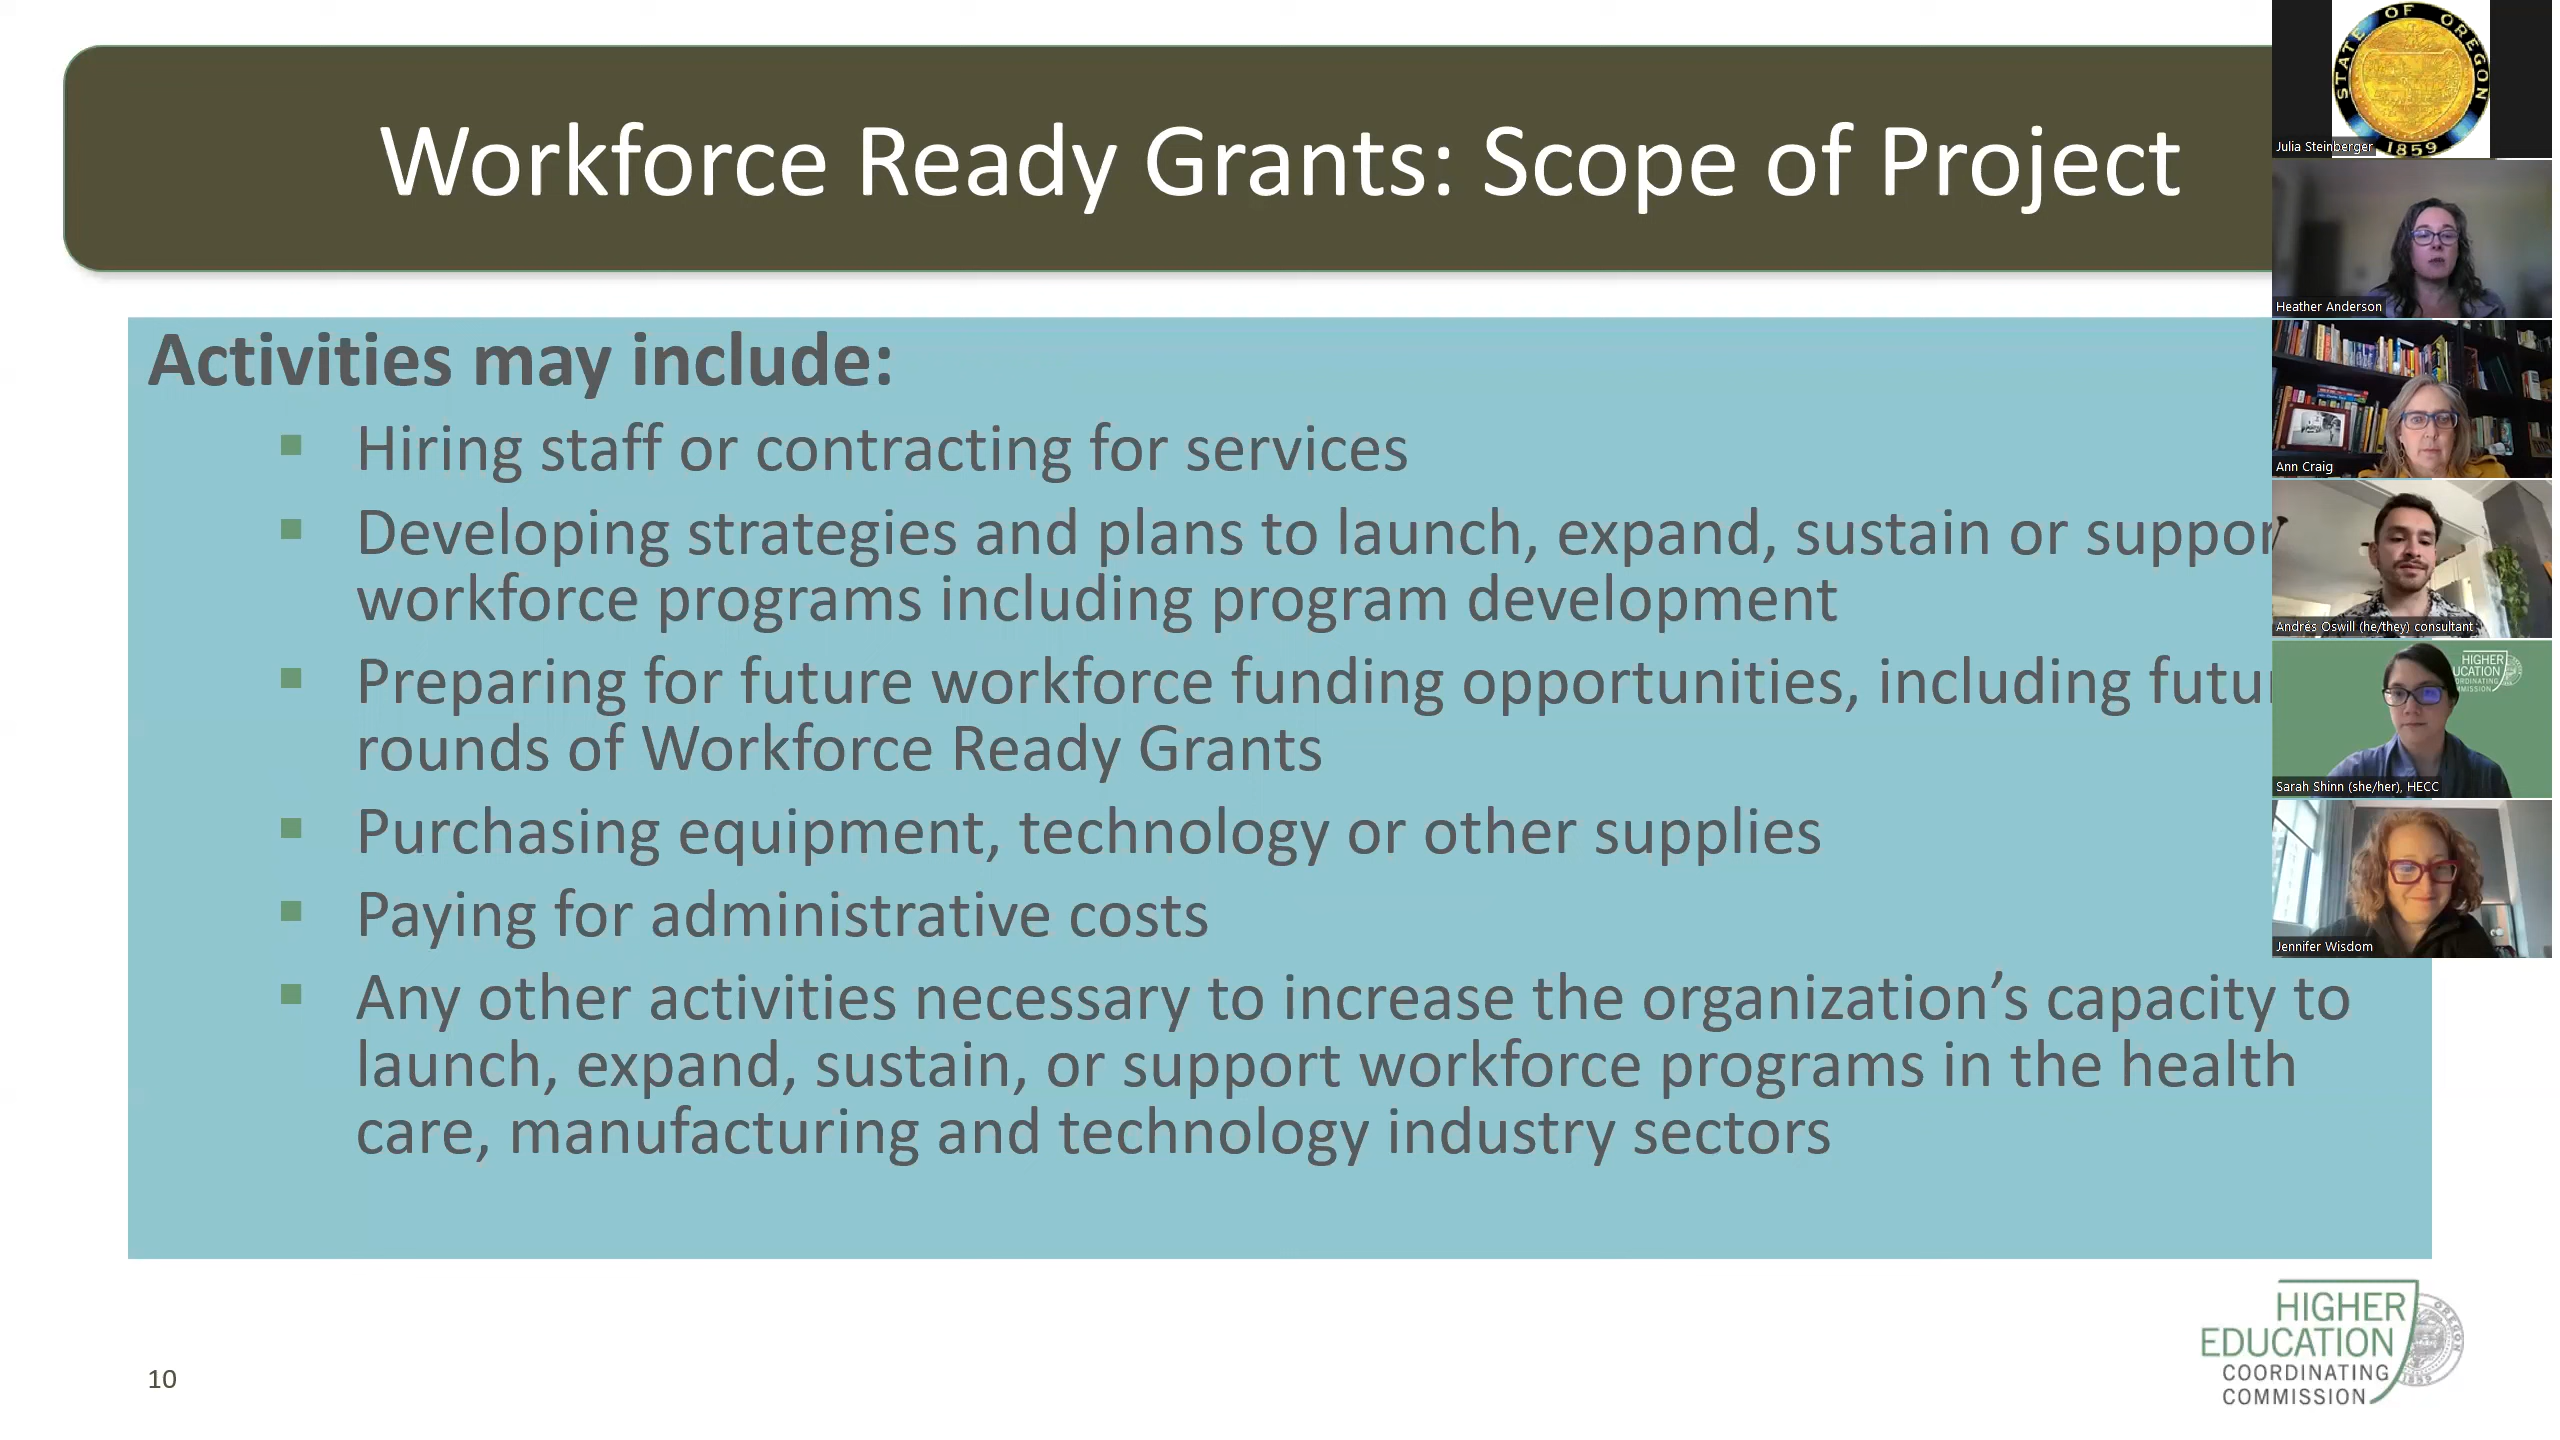 Workforce Ready Grants: Scope of Project
Activities may include:
Hiring staff or contracting for services
Developing strategies and plans to launch, expand, sustain or
workforce programs including program development
Preparing for future workforce funding opportunities, including
rounds of Workforce Ready Grants
Purchasing equipment, technology or other supplies
Paying for administrative costs
Any other activities necessary to increase the organization’s capacity to
launch, expand, sustain, or support workforce programs in the health
care, manufacturing and technology industry sectors
10
HIGHER
EDUCATION
COORDINATING
COMMISSION
OREGON
1859
STATE OF OREGON
1859
Julia Steinberger
Heather Anderson
Ann Craig
Andrés Oswill (he/they) consultant
HIGHER
Sarah Shinn (she/her), HECC
Jennifer Wisdom